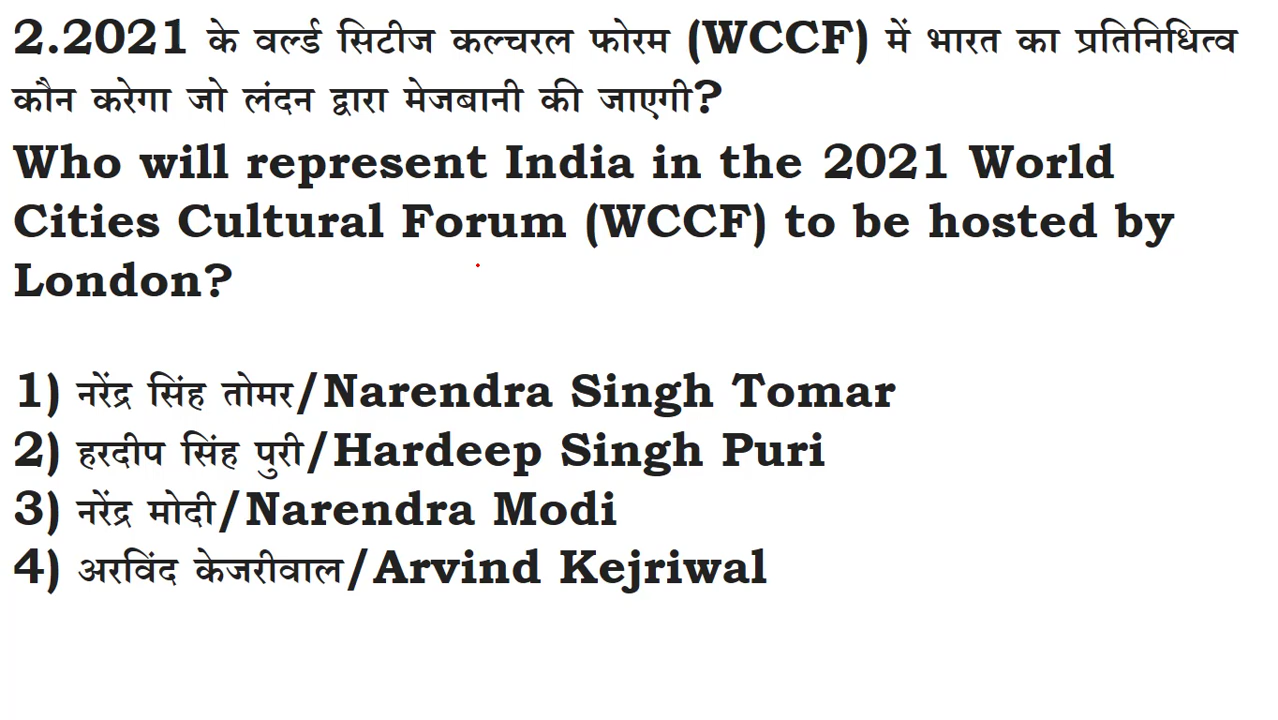 2.2021 के वर्ल्ड सिटीज कल्चरल फोरम (WCCF) में भारत का प्रतिनिधित्व
कौन करेगा जो लंदन द्वारा मेजबानी की जाएगी?
Who will represent India in the 2021 World
Cities Cultural Forum (WCCF) to be hosted by
London?
1) नरेंद्र सिंह तोमर/Narendra Singh Tomar
2) हरदीप सिंह पुरी/Hardeep Singh Puri
3) नरेंद्र मोदी/Narendra Modi
4) अरविंद केजरीवाल/Arvind Kejriwal